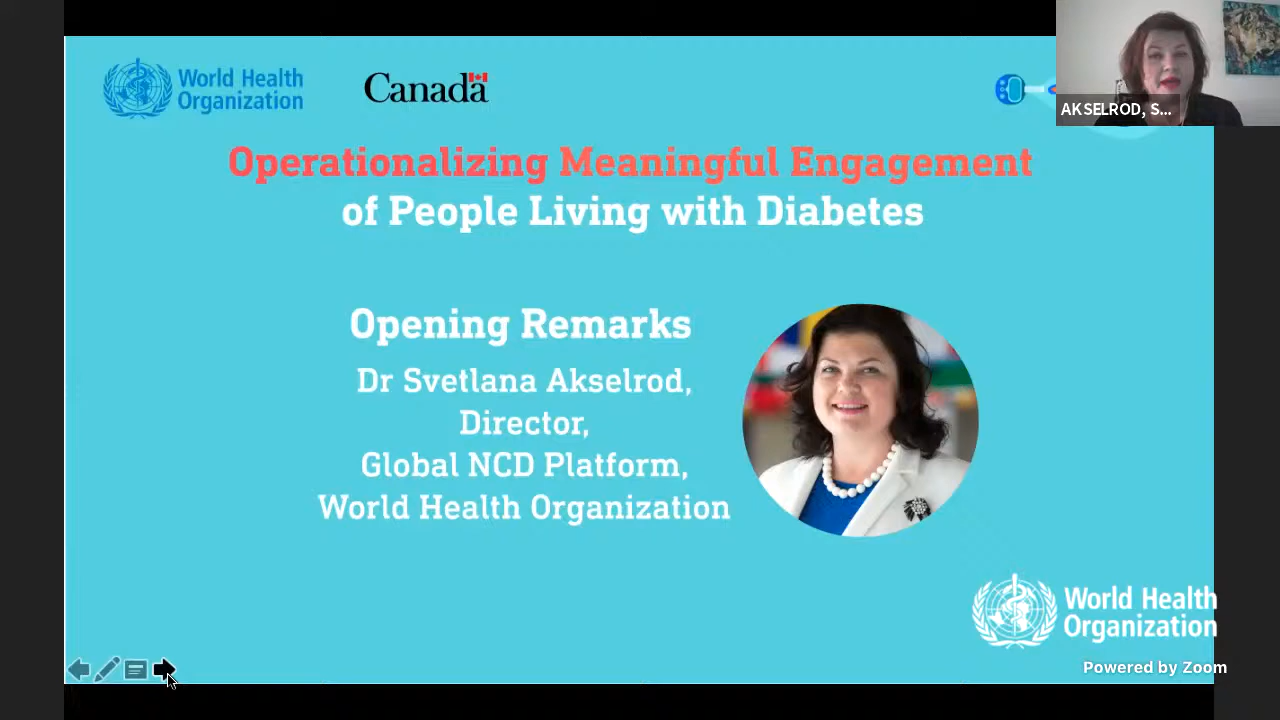 World Health
Organization
Canada
AKSELROD, S...
Operationalizing Meaningful Engagement
of People Living with Diabetes
Opening Remarks
Dr Svetlana Akselrod,
Director,
Global NCD Platform,
World Health Organization
World Health
Organization
Powered by Zoom